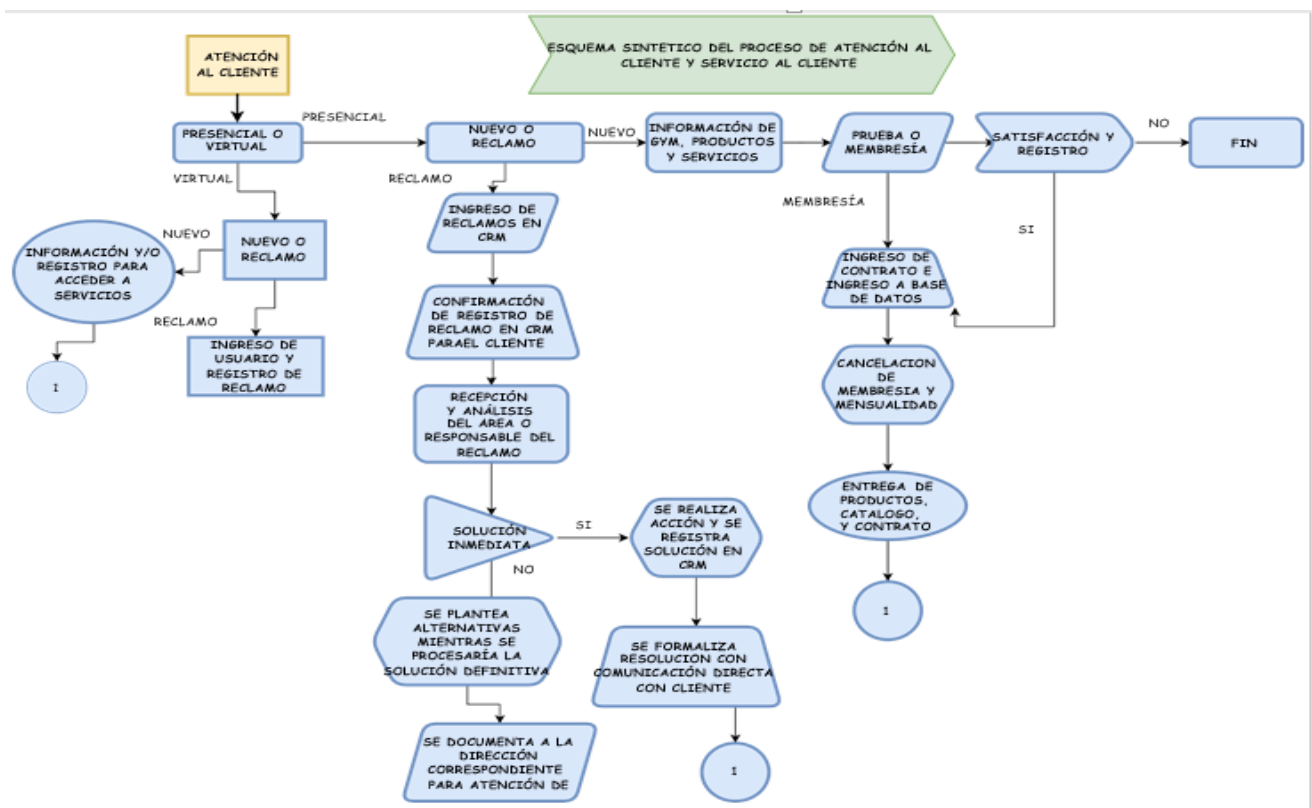 ESQUEMA SINTETICO DEL PROCESO DE ATENCIÓN AL
CLIENTE Y SERVICIO AL CLIENTE
ATENCIÓN
AL CLIENTE
PRESENCIAL O
VIRTUAL
PRESENCIAL
NUEVO O
RECLAMO
NUEVO
INFORMACIÓN DE
GYM, PRODUCTOS
Y SERVICIOS
PRUEBA O
MEMBRESÍA
SATISFACCIÓN Y
REGISTRO
NO
FIN
VIRTUAL
NUEVO O
RECLAMO
NUEVO
INFORMACIÓN Y/O
REGISTRO PARA
ACCEDER A
SERVICIOS
1
RECLAMO
INGRESO DE
USUARIO Y
REGISTRO DE
RECLAMO
RECLAMO
INGRESO DE
RECLAMOS EN
CRM
CONFIRMACIÓN
DE REGISTRO DE
RECLAMO EN CRM
PARAEL CLIENTE
RECEPCIÓN
Y ANÁLISIS
DEL AREA O
RESPONSABLE DEL
RECLAMO
SOLUCIÓN
INMEDIATA
SI
SE REALIZA
ACCIÓN Y SE
REGISTRA
SOLUCIÓN EN
CRM
SE FORMALIZA
RESOLUCION CON
COMUNICACIÓN DIRECTA
CON CLIENTE
1
NO
SE PLANTEA
ALTERNATIVAS
MIENTRAS SE
PROCESARÍA LA
SOLUCIÓN DEFINITIVA
SE DOCUMENTA A LA
DIRECCIÓN
CORRESPONDIENTE
PARA ATENCIÓN DE
MEMBRESÍA
SI
INGRESO DE
CONTRATO E
INGRESO A BASE
DE DATOS
CANCELACION
DE
MEMBRESIA Y
MENSUALIDAD
ENTREGA DE
PRODUCTOS,
CATALOGO,
Y CONTRATO
1